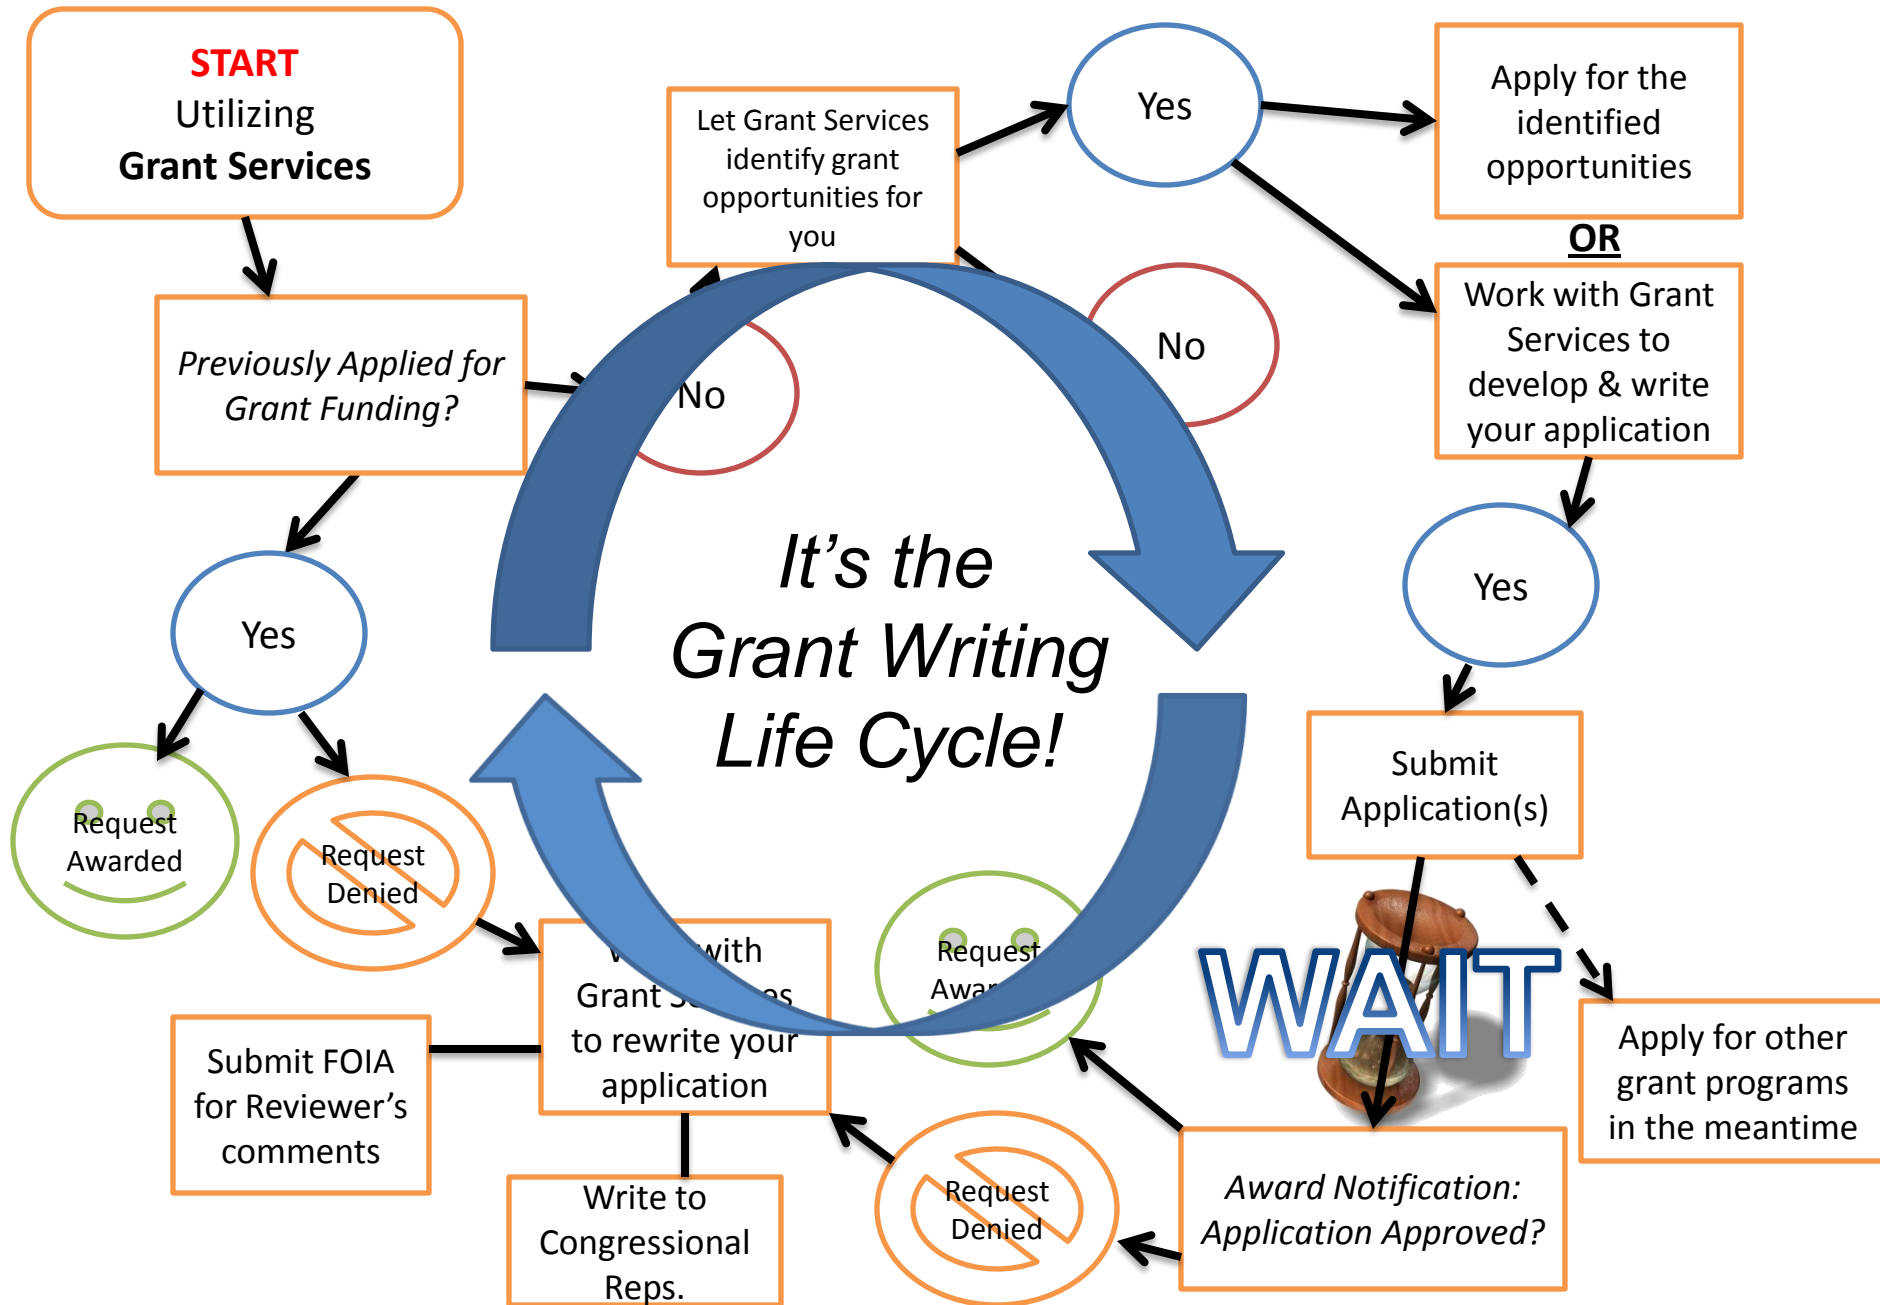 START
Utilizing
Grant Services
Let Grant Services
identify grant
opportunities for
you
Yes
Apply for the
identified
opportunities
OR
Work with Grant
Services to
develop & write
your application
No
No
Previously Applied for
Grant Funding?
Yes
Yes
It's the
Grant Writing
Life Cycle!
Request
Awarded
Request
Denied
Submit
Application(s)
WAIT
Apply for other
grant programs
in the meantime
with
Grant
to rewrite your
application
Request
Submit FOIA
for Reviewer's
comments
Write to
Congressional
Reps.
Request
Denied
Award Notification:
Application Approved?